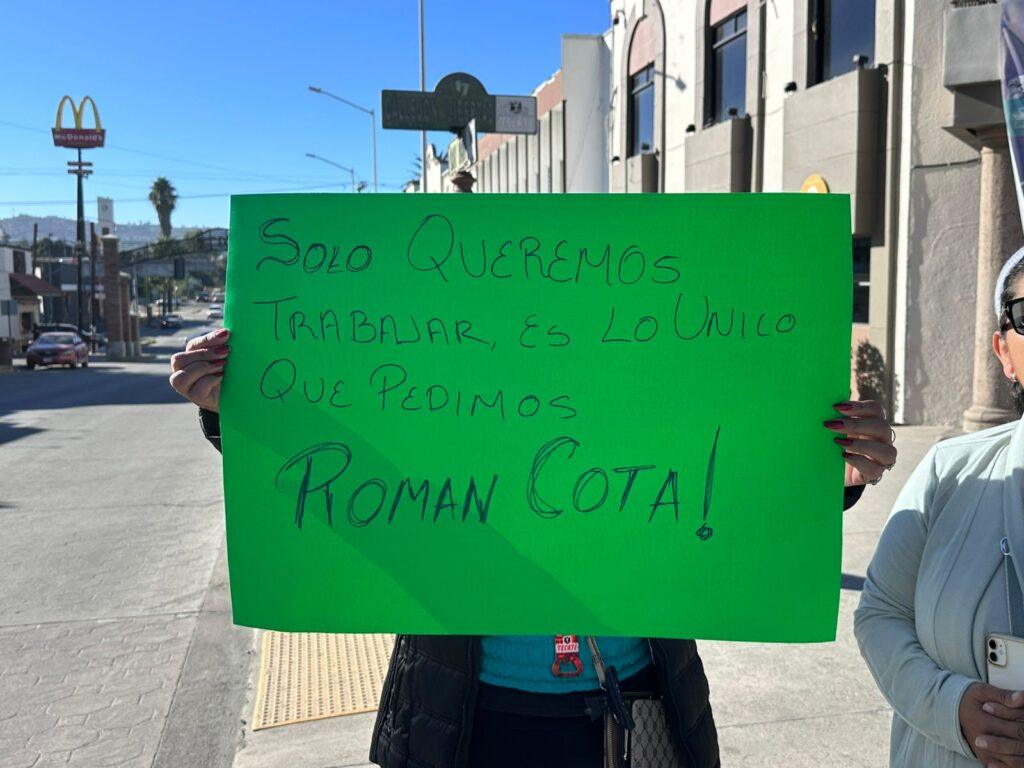 McDonald's
SOLO QUEREMOS
TRABAJAR, ES LO UNICO
QUE PEDIMOS
ROMAN COTA!
TECATE